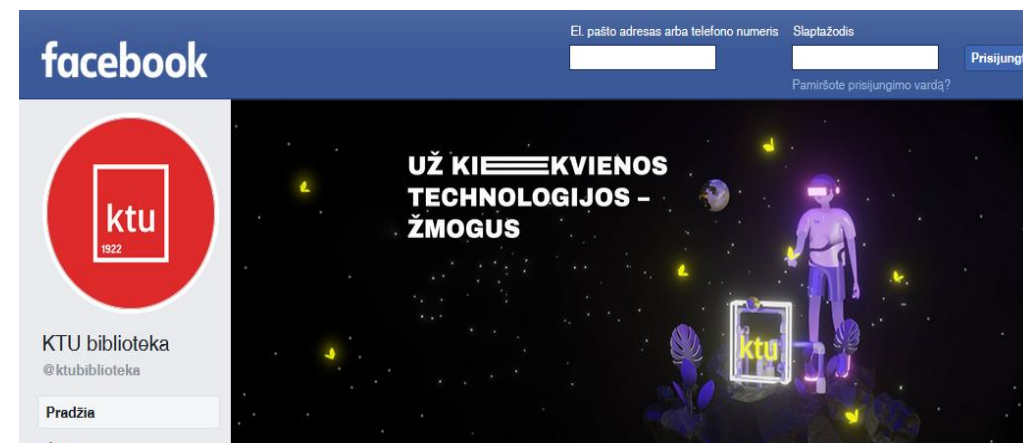 facebook
El. pašto adresas arba telefono numeris
Slaptažodis
Pamiršote prisijungimo vardą?
ktu
1922
KTU biblioteka
@ktubiblioteka
Pradžia
UŽ KIEKVIENOS
TECHNOLOGIJOS –
ŽMOGUS
ktu